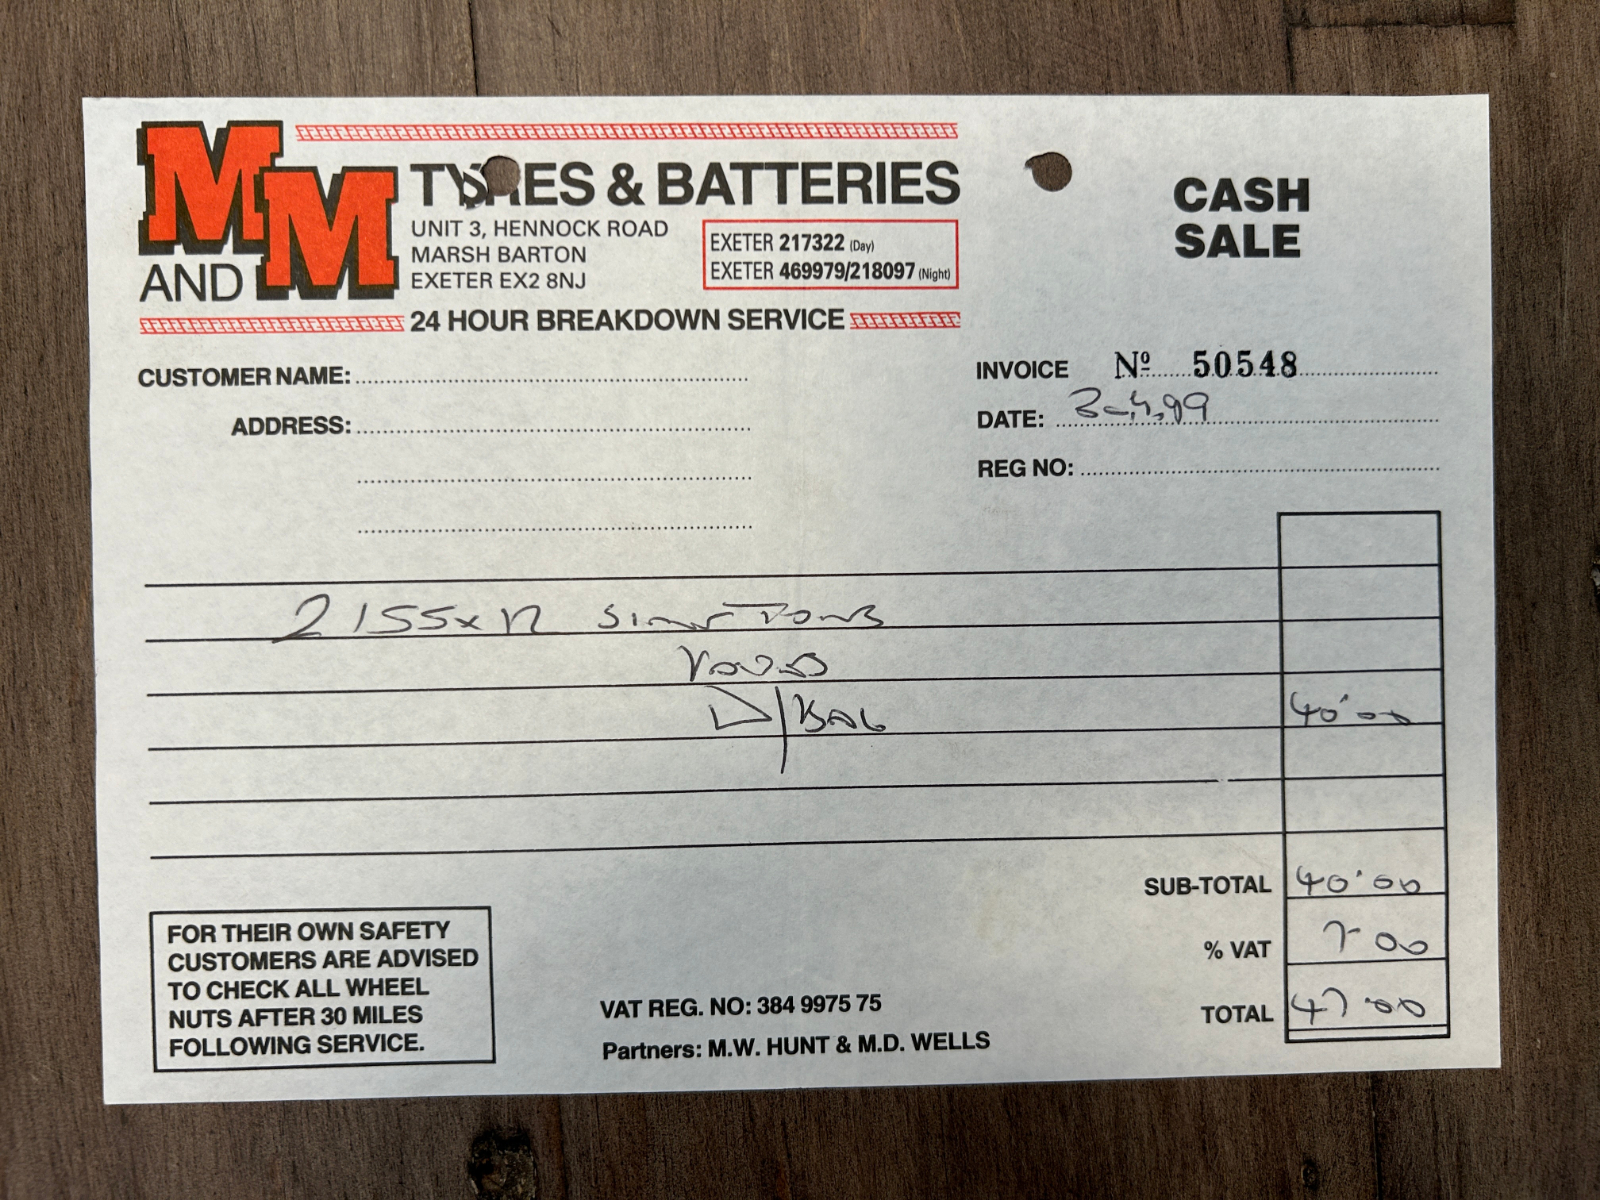 MM AND
TYRES & BATTERIES
UNIT 3, HENNOCK ROAD
MARSH BARTON
EXETER EX2 8NJ
EXETER 217322 (Day)
EXETER 469979/218097 (Night)
24 HOUR BREAKDOWN SERVICE
CASH
SALE
CUSTOMER NAME:
ADDRESS:
INVOICE Nº 50548
DATE: 3-4.99
REG NO:
2 155x12
/BAL 40.00
SUB-TOTAL 40.00
% VAT 7.00
TOTAL 47.00
FOR THEIR OWN SAFETY
CUSTOMERS ARE ADVISED
TO CHECK ALL WHEEL
NUTS AFTER 30 MILES
FOLLOWING SERVICE.
VAT REG. NO: 384 9975 75
Partners: M.W. HUNT & M.D. WELLS